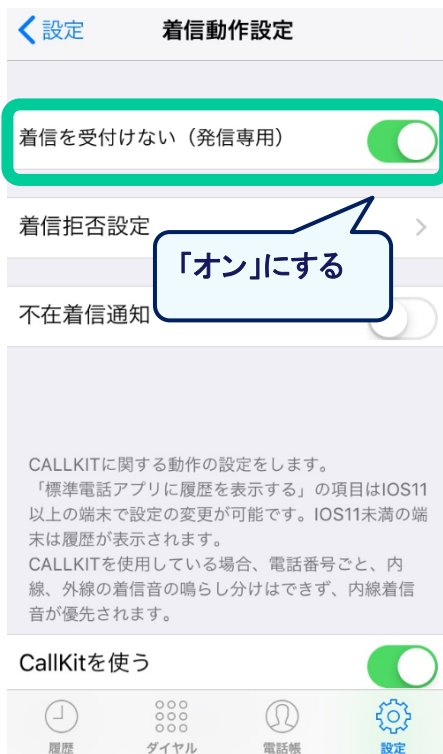 設定
着信動作設定
着信を受付けない（発信専用）
着信拒否設定
「オン」にする
不在着信通知
CALLKITに関する動作の設定をします。
「標準電話アプリに履歴を表示する」の項目はIOS11
以上の端末で設定の変更が可能です。IOS11未満の端
末は履歴が表示されます。
CALLKITを使用している場合、電話番号ごと、内
線、外線の着信音の鳴らし分けはできず、内線着信
音が優先されます。
CallKitを使う
履歴
ダイヤル
電話帳
設定